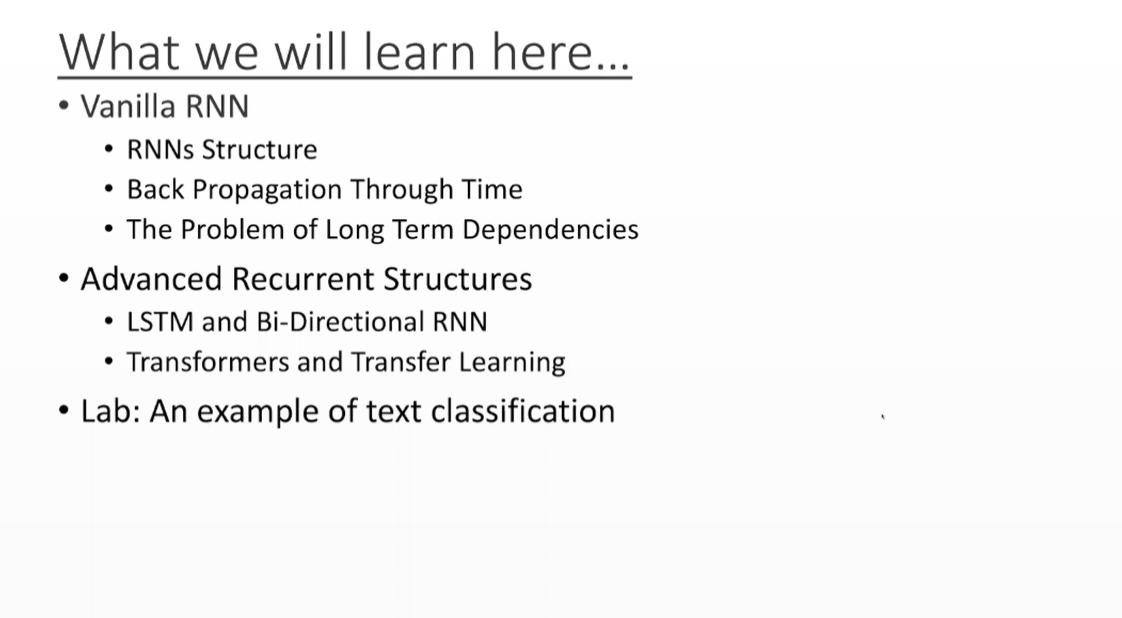 What we will learn here...
• Vanilla RNN
• RNNs Structure
• Back Propagation Through Time
• The Problem of Long Term Dependencies
• Advanced Recurrent Structures
• LSTM and Bi-Directional RNN
• Transformers and Transfer Learning
• Lab: An example of text classification